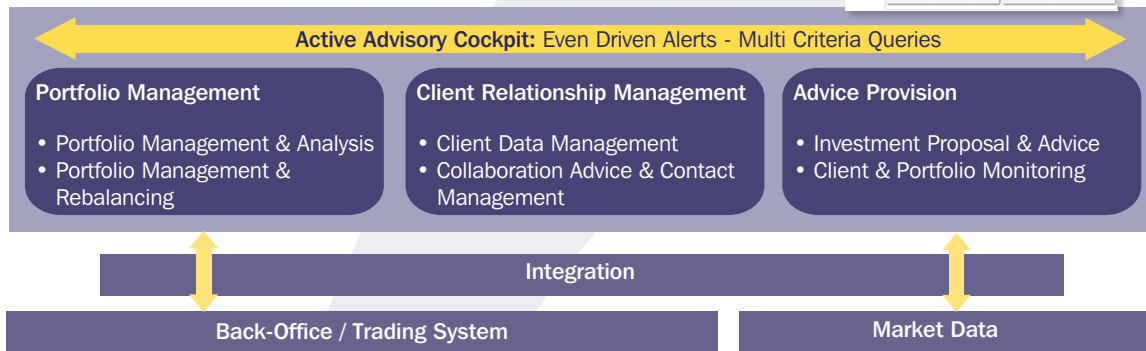 Active Advisory Cockpit: Even Driven Alerts - Multi Criteria Queries
Portfolio Management
• Portfolio Management & Analysis
• Portfolio Management &
Rebalancing
Client Relationship Management
• Client Data Management
• Collaboration Advice & Contact
Management
Advice Provision
• Investment Proposal & Advice
• Client & Portfolio Monitoring
Integration
Back-Office / Trading System
Market Data